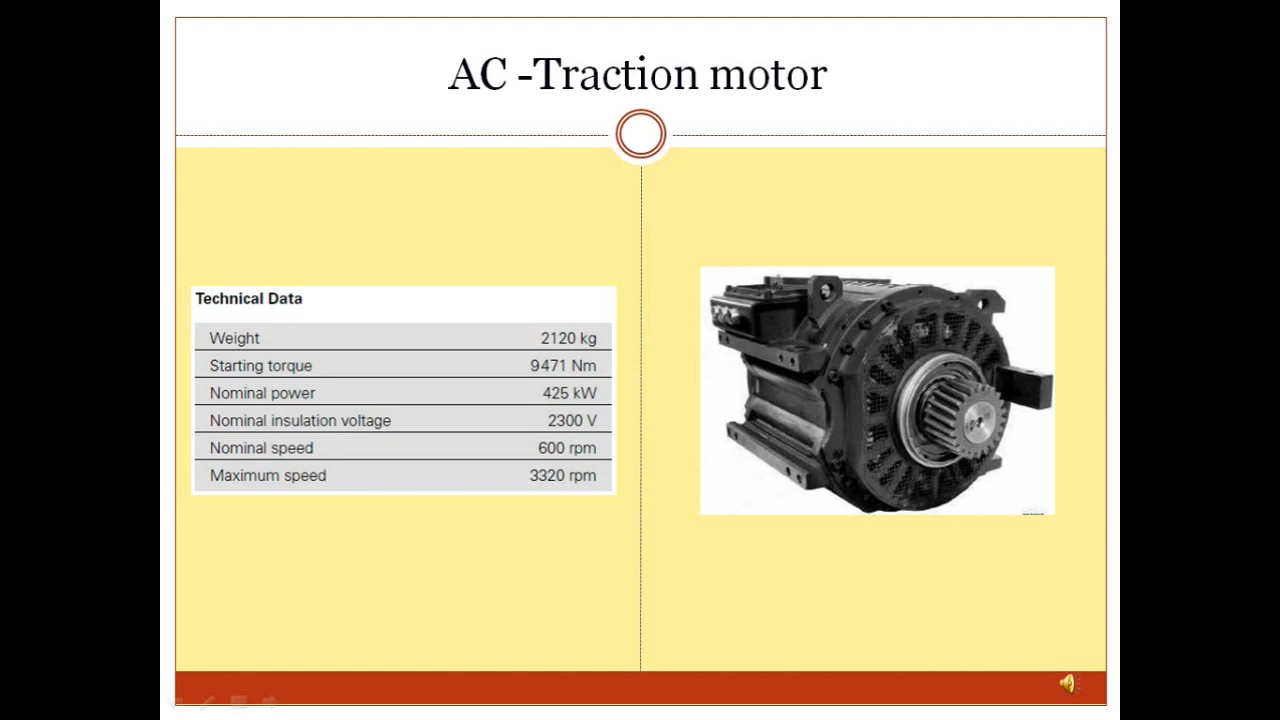 AC -Traction motor
Technical Data
Weight 2120 kg
Starting torque 9471 Nm
Nominal power 425 kW
Nominal insulation voltage 2300 V
Nominal speed 600 rpm
Maximum speed 3320 rpm